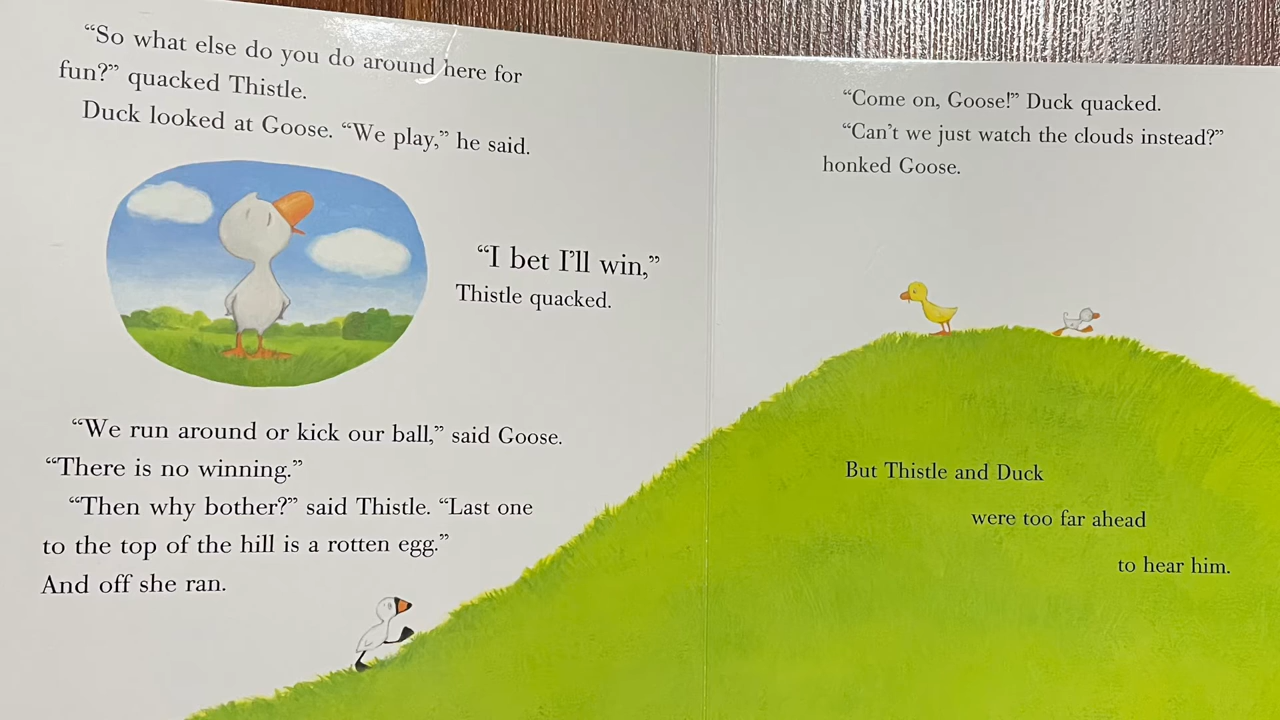 “So what else do you do around here for
fun?” quacked Thistle.
Duck looked at Goose. “We play,” he said.
“I bet I’ll win,”
Thistle quacked.
“We run around or kick our ball,” said Goose.
“There is no winning.”
“Then why bother?” said Thistle. “Last one
to the top of the hill is a rotten egg.”
And off she ran.
“Come on, Goose!” Duck quacked.
“Can’t we just watch the clouds instead?”
honked Goose.
But Thistle and Duck
were too far ahead
to hear him.